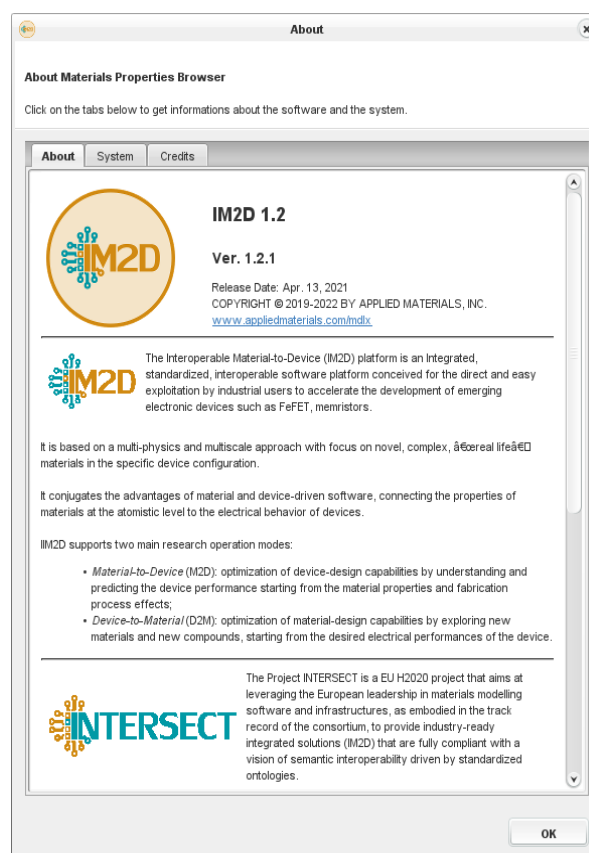 About
About Materials Properties Browser
Click on the tabs below to get informations about the software and the system.
About System Credits
IM2D
IM2D 1.2
Ver. 1.2.1
Release Date: Apr. 13, 2021
COPYRIGHT © 2019-2022 BY APPLIED MATERIALS, INC.
www.appliedmaterials.com/mdlx
IM2D
The Interoperable Material-to-Device (IM2D) platform is an Integrated,
standardized, interoperable software platform conceived for the direct and easy
exploitation by industrial users to accelerate the development of emerging
electronic devices such as FeFET, memristors.
It is based on a multi-physics and multiscale approach with focus on novel, complex, â€œreal lifeâ€□
materials in the specific device configuration.
It conjugates the advantages of material and device-driven software, connecting the properties of
materials at the atomistic level to the electrical behavior of devices.
IIM2D supports two main research operation modes:
• Material-to-Device (M2D): optimization of device-design capabilities by understanding and
predicting the device performance starting from the material properties and fabrication
process effects;
• Device-to-Material (D2M): optimization of material-design capabilities by exploring new
materials and new compounds, starting from the desired electrical performances of the device.
INTERSECT
The Project INTERSECT is a EU H2020 project that aims at
leveraging the European leadership in materials modelling
software and infrastructures, as embodied in the track
record of the consortium, to provide industry-ready
integrated solutions (IM2D) that are fully compliant with a
vision of semantic interoperability driven by standardized
ontologies.
OK